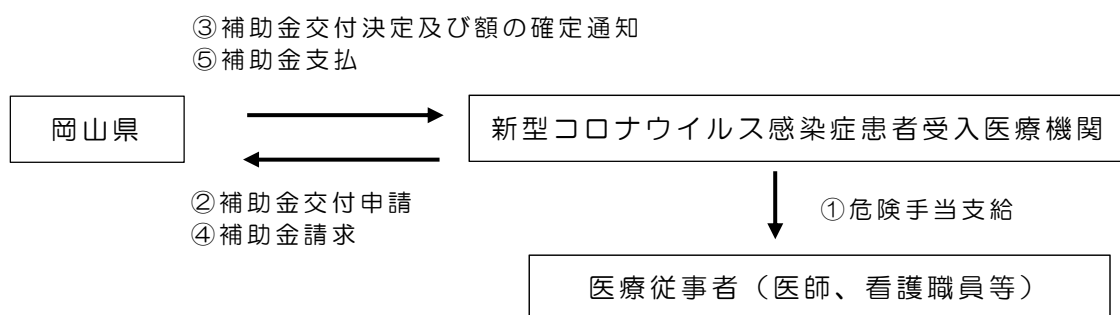 ③補助金交付決定及び額の確定通知
⑤補助金支払
岡山県
新型コロナウイルス感染症患者受入医療機関
②補助金交付申請
④補助金請求
①危険手当支給
医療従事者（医師、看護職員等）